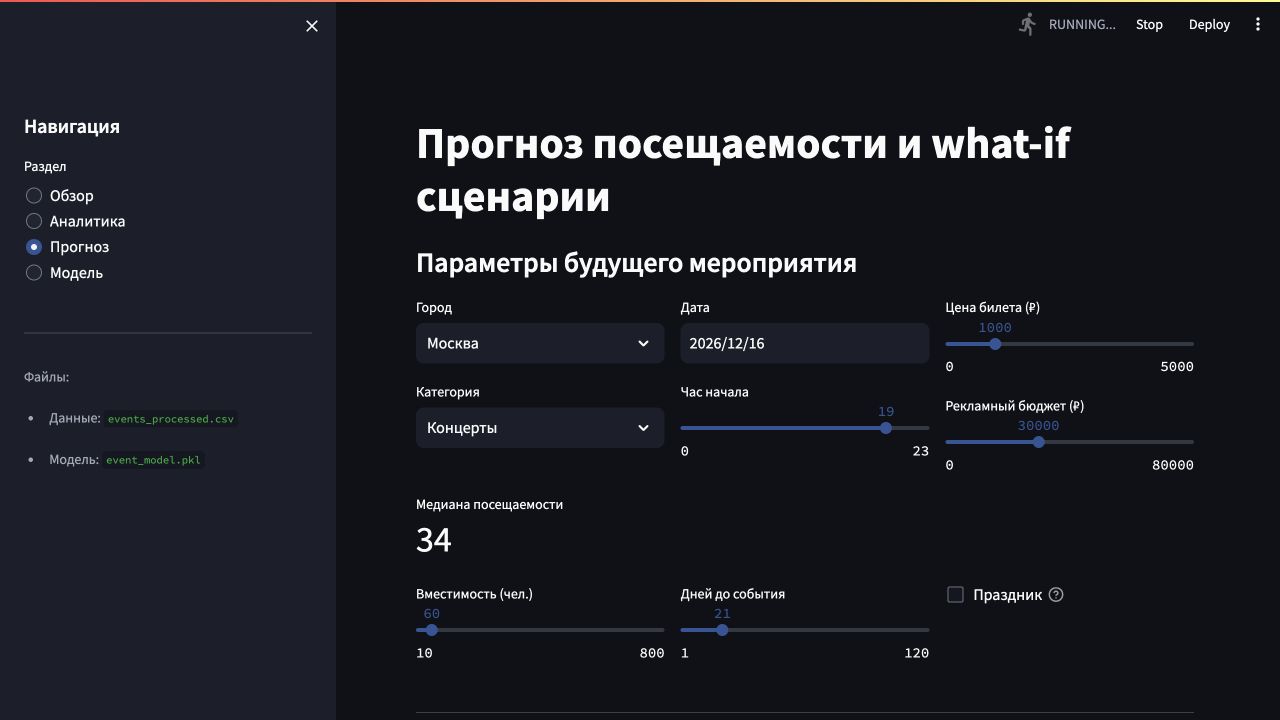 RUNNING...
Stop
Deploy
Навигация
Раздел
Обзор
Аналитика
Прогноз
Модель
Файлы:
Данные: events_processed.csv
Модель: event_model.pkl
Прогноз посещаемости и what-if
сценарии
Параметры будущего мероприятия
Город
Москва
Дата
2026/12/16
Цена билета (₽)
1000
0
5000
Категория
Концерты
Час начала
19
0
23
Рекламный бюджет (₽)
30000
0
80000
Медиана посещаемости
34
Вместимость (чел.)
60
10
800
Дней до события
21
1
120
Праздник